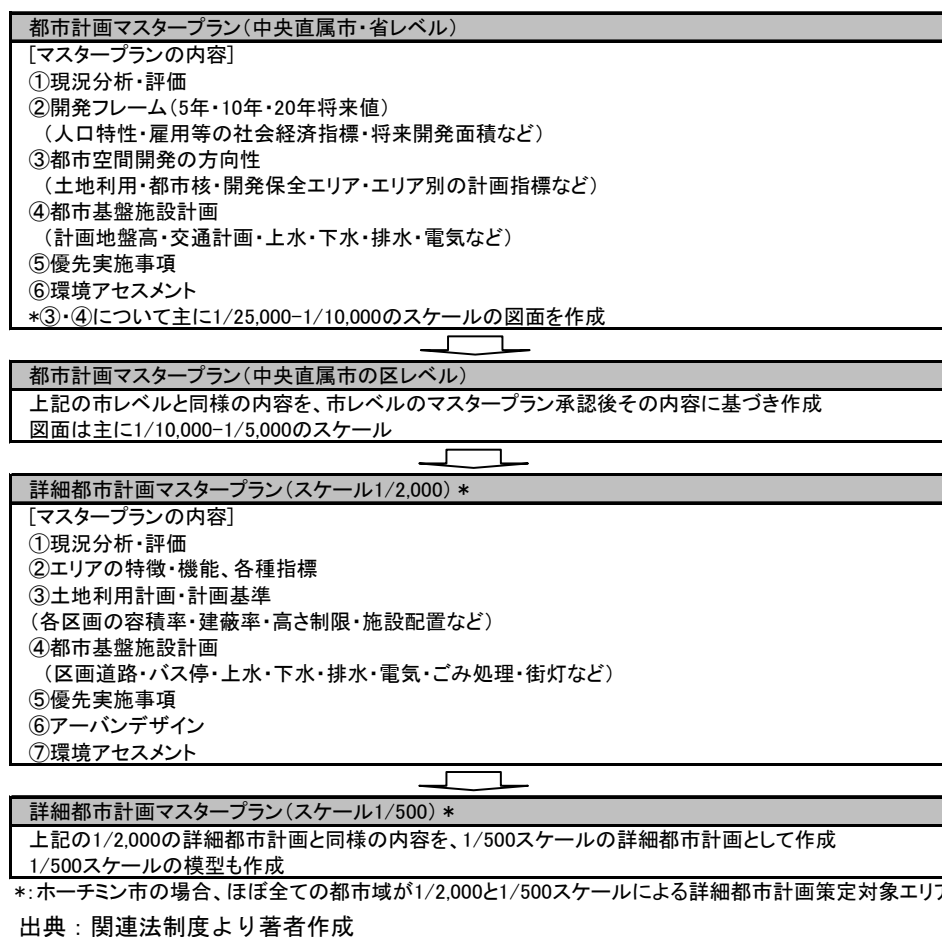 都市計画マスタープラン(中央直属市・省レベル)
[マスタープランの内容]
①現況分析・評価
②開発フレーム(5年・10年・20年将来値)
(人口特性・雇用等の社会経済指標・将来開発面積など)
③都市空間開発の方向性
(土地利用・都市核・開発保全エリア・エリア別の計画指標など)
④都市基盤施設計画
(計画地盤高・交通計画・上水・下水・排水・電気など)
⑤優先実施事項
⑥環境アセスメント
*③・④について主に1/25,000-1/10,000のスケールの図面を作成
都市計画マスタープラン(中央直属市の区レベル)
上記の市レベルと同様の内容を、市レベルのマスタープラン承認後その内容に基づき作成
図面は主に1/10,000-1/5,000のスケール
詳細都市計画マスタープラン(スケール1/2,000) *
[マスタープランの内容]
①現況分析・評価
②エリアの特徴・機能、各種指標
③土地利用計画・計画基準
(各区画の容積率・建蔽率・高さ制限・施設配置など)
④都市基盤施設計画
(区画道路・バス停・上水・下水・排水・電気・ごみ処理・街灯など)
⑤優先実施事項
⑥アーバンデザイン
⑦環境アセスメント
詳細都市計画マスタープラン(スケール1/500) *
上記の1/2,000の詳細都市計画と同様の内容を、1/500スケールの詳細都市計画として作成
1/500スケールの模型も作成
*:ホーチミン市の場合、ほぼ全ての都市域が1/2,000と1/500スケールによる詳細都市計画策定対象エリア
出典:関連法制度より著者作成